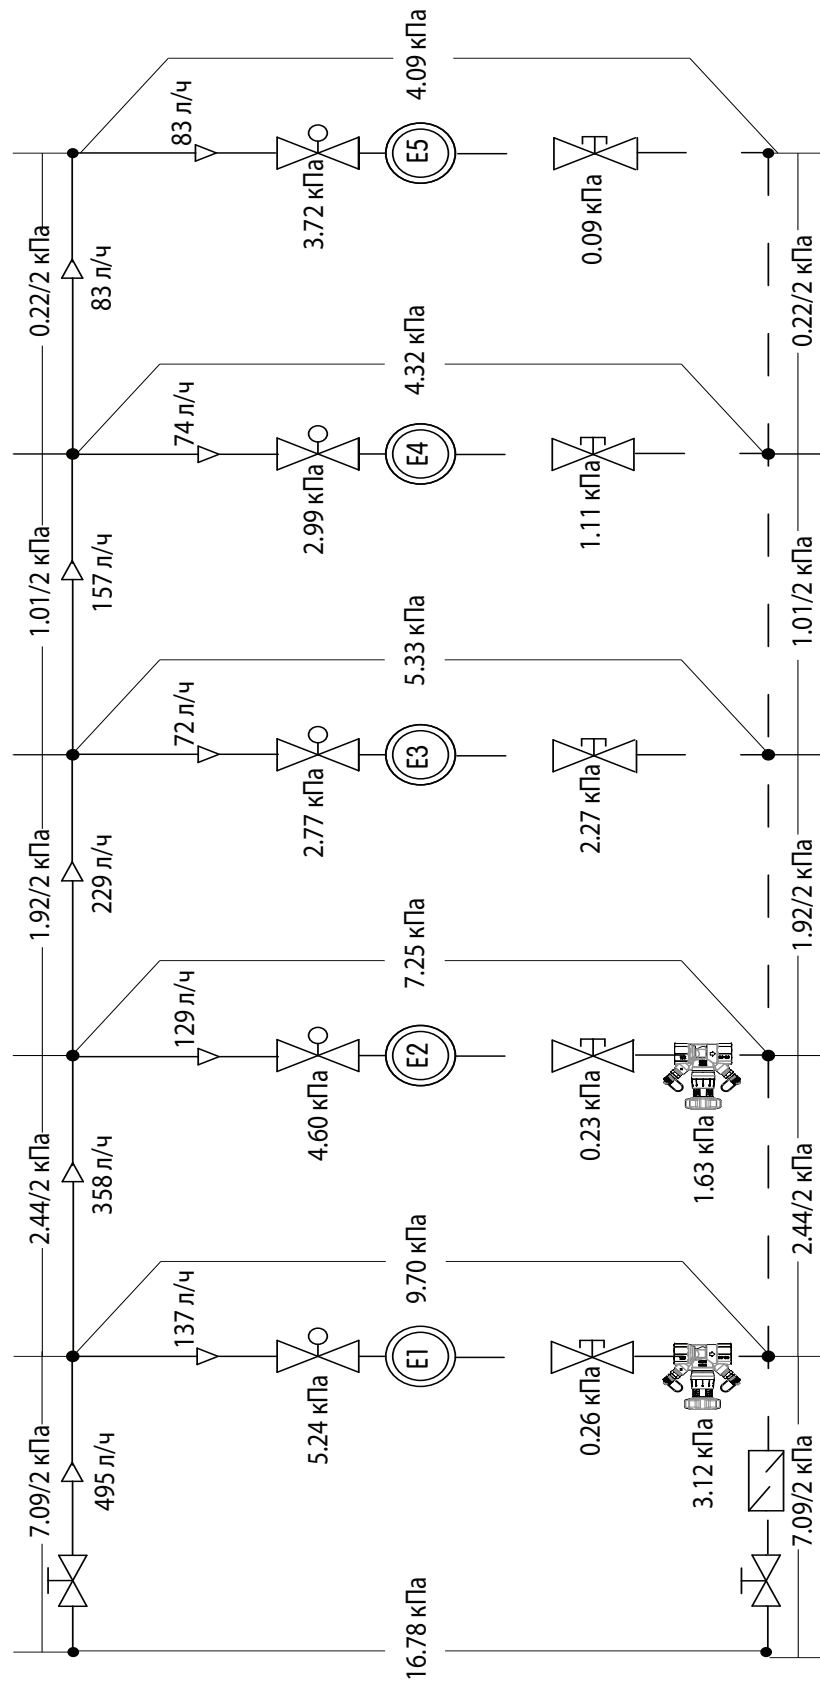 7.09/2 кПа
2.44/2 кПа
1.92/2 кПа
1.01/2 кПа
0.22/2 кПа
495 л/ч
358 л/ч
229 л/ч
157 л/ч
83 л/ч
137 л/ч
129 л/ч
72 л/ч
74 л/ч
83 л/ч
5.24 кПа
4.60 кПа
2.77 кПа
2.99 кПа
3.72 кПа
16.78 кПа
9.70 кПа
7.25 кПа
5.33 кПа
4.32 кПа
4.09 кПа
E1
E2
E3
E4
E5
0.26 кПа
0.23 кПа
2.27 кПа
1.11 кПа
0.09 кПа
3.12 кПа
1.63 кПа
7.09/2 кПа
2.44/2 кПа
1.92/2 кПа
1.01/2 кПа
0.22/2 кПа